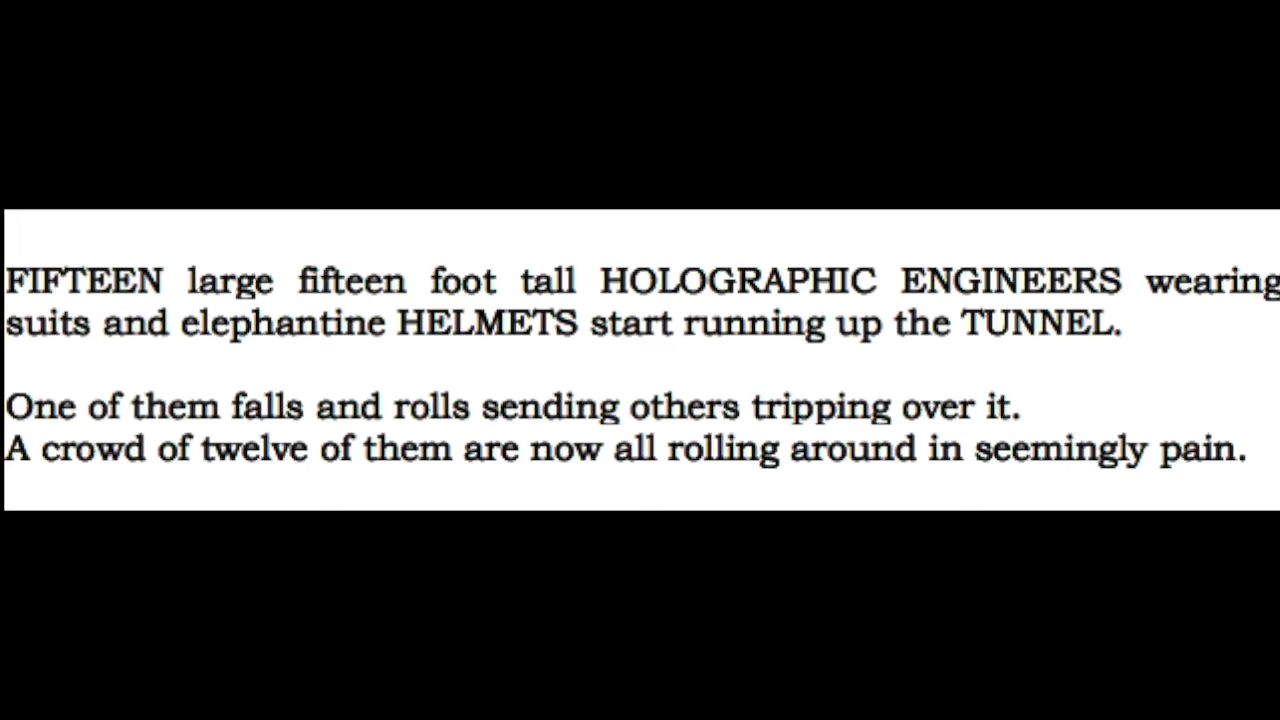 FIFTEEN large fifteen foot tall HOLOGRAPHIC ENGINEERS wearing
suits and elephantine HELMETS start running up the TUNNEL.
One of them falls and rolls sending others tripping over it.
A crowd of twelve of them are now all rolling around in seemingly pain.